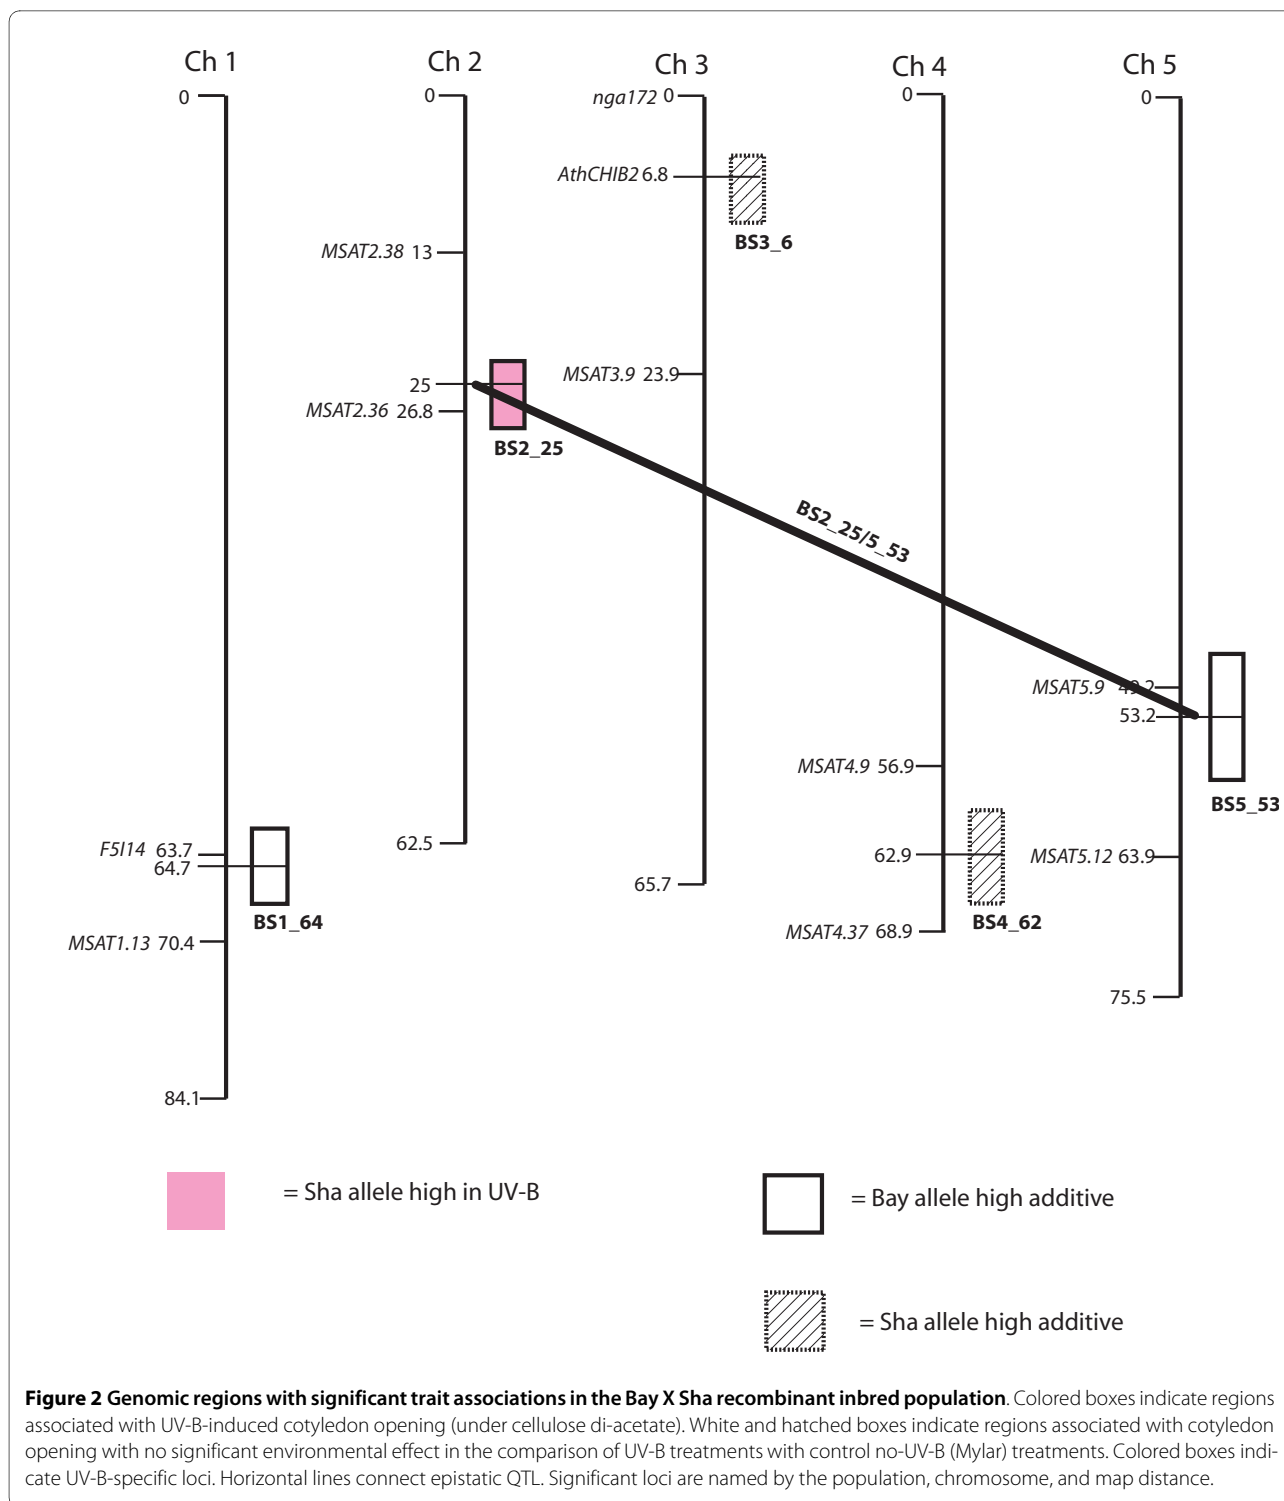 Ch 1
Ch 2
Ch 3
Ch 4
Ch 5
0
0
nga172 0
0
0
AthCHIB2 6.8
BS3_6
MSAT2.38 13
25
MSAT2.36 26.8
BS2_25
MSAT3.9 23.9
BS2_25/5_53
MSAT5.9 49.2
53.2
BS5_53
MSAT4.9 56.9
62.5
F5I14 63.7
64.7
BS1_64
62.9
BS4_62
MSAT5.12 63.9
65.7
MSAT1.13 70.4
MSAT4.37 68.9
75.5
84.1
= Sha allele high in UV-B
= Bay allele high additive
= Sha allele high additive
Figure 2 Genomic regions with significant trait associations in the Bay X Sha recombinant inbred population. Colored boxes indicate regions
associated with UV-B-induced cotyledon opening (under cellulose di-acetate). White and hatched boxes indicate regions associated with cotyledon
opening with no significant environmental effect in the comparison of UV-B treatments with control no-UV-B (Mylar) treatments. Colored boxes indi-
cate UV-B-specific loci. Horizontal lines connect epistatic QTL. Significant loci are named by the population, chromosome, and map distance.